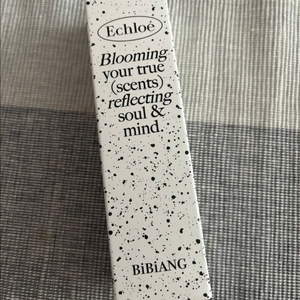 Echloé
Blooming
your true
(scents)
reflecting
soul &
mind.
BiBiANG